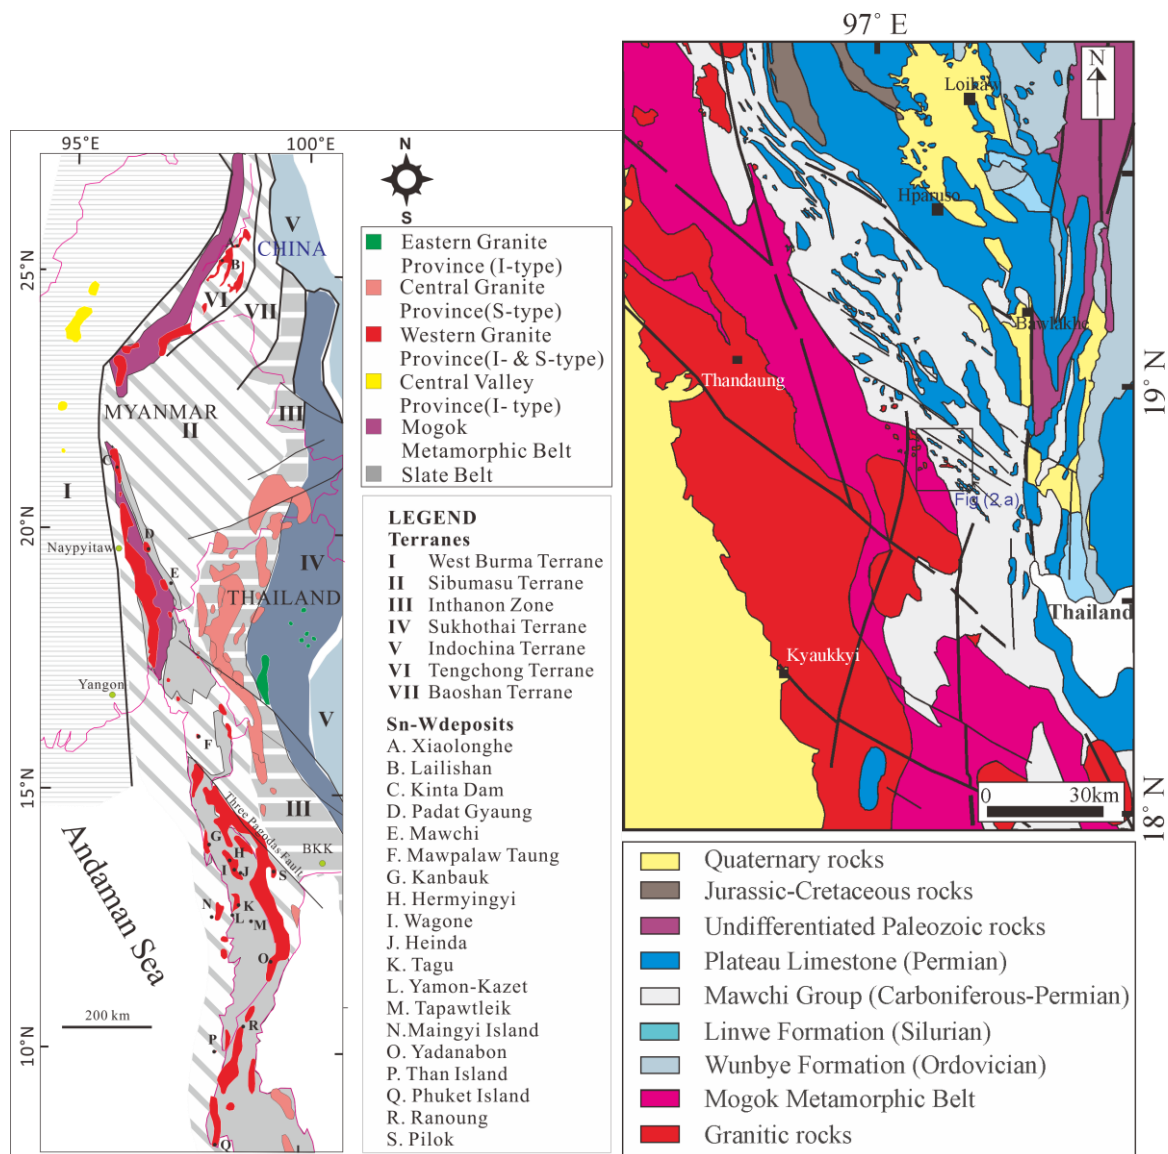 95°E
100°E
N
S
V
CHINA
25°N
B
VI
VII
MYANMAR
II
III
C
I
20°N
Naypyitaw
D
E
IV
THAILAND
Yangon
V
F
15°N
III
Three Pagodas Fault
BKK
G
H
I
J
S
N
K
L
M
O
Andaman Sea
200 km
R
P
10°N
Q
Eastern Granite
Province (I-type)
Central Granite
Province(S-type)
Western Granite
Province(I- & S-type)
Central Valley
Province(I- type)
Mogok
Metamorphic Belt
Slate Belt
LEGEND
Terranes
I West Burma Terrane
II Sibumasu Terrane
III Inthanon Zone
IV Sukhothai Terrane
V Indochina Terrane
VI Tengchong Terrane
VII Baoshan Terrane
Sn-Wdeposits
A. Xiaolonghe
B. Lailishan
C. Kinta Dam
D. Padat Gyaung
E. Mawchi
F. Mawpalaw Taung
G. Kanbauk
H. Hermyingyi
I. Wagone
J. Heinda
K. Tagu
L. Yamon-Kazet
M. Tapawtleik
N.Maingyi Island
O. Yadanabon
P. Than Island
Q. Phuket Island
R. Ranoung
S. Pilok
97° E
N
Loikaw
Hparuso
Bawlakhe
Thandaung
19° N
Fig (2.a)
Thailand
Kyaukkyi
0 30km
18° N
Quaternary rocks
Jurassic-Cretaceous rocks
Undifferentiated Paleozoic rocks
Plateau Limestone (Permian)
Mawchi Group (Carboniferous-Permian)
Linwe Formation (Silurian)
Wunbye Formation (Ordovician)
Mogok Metamorphic Belt
Granitic rocks